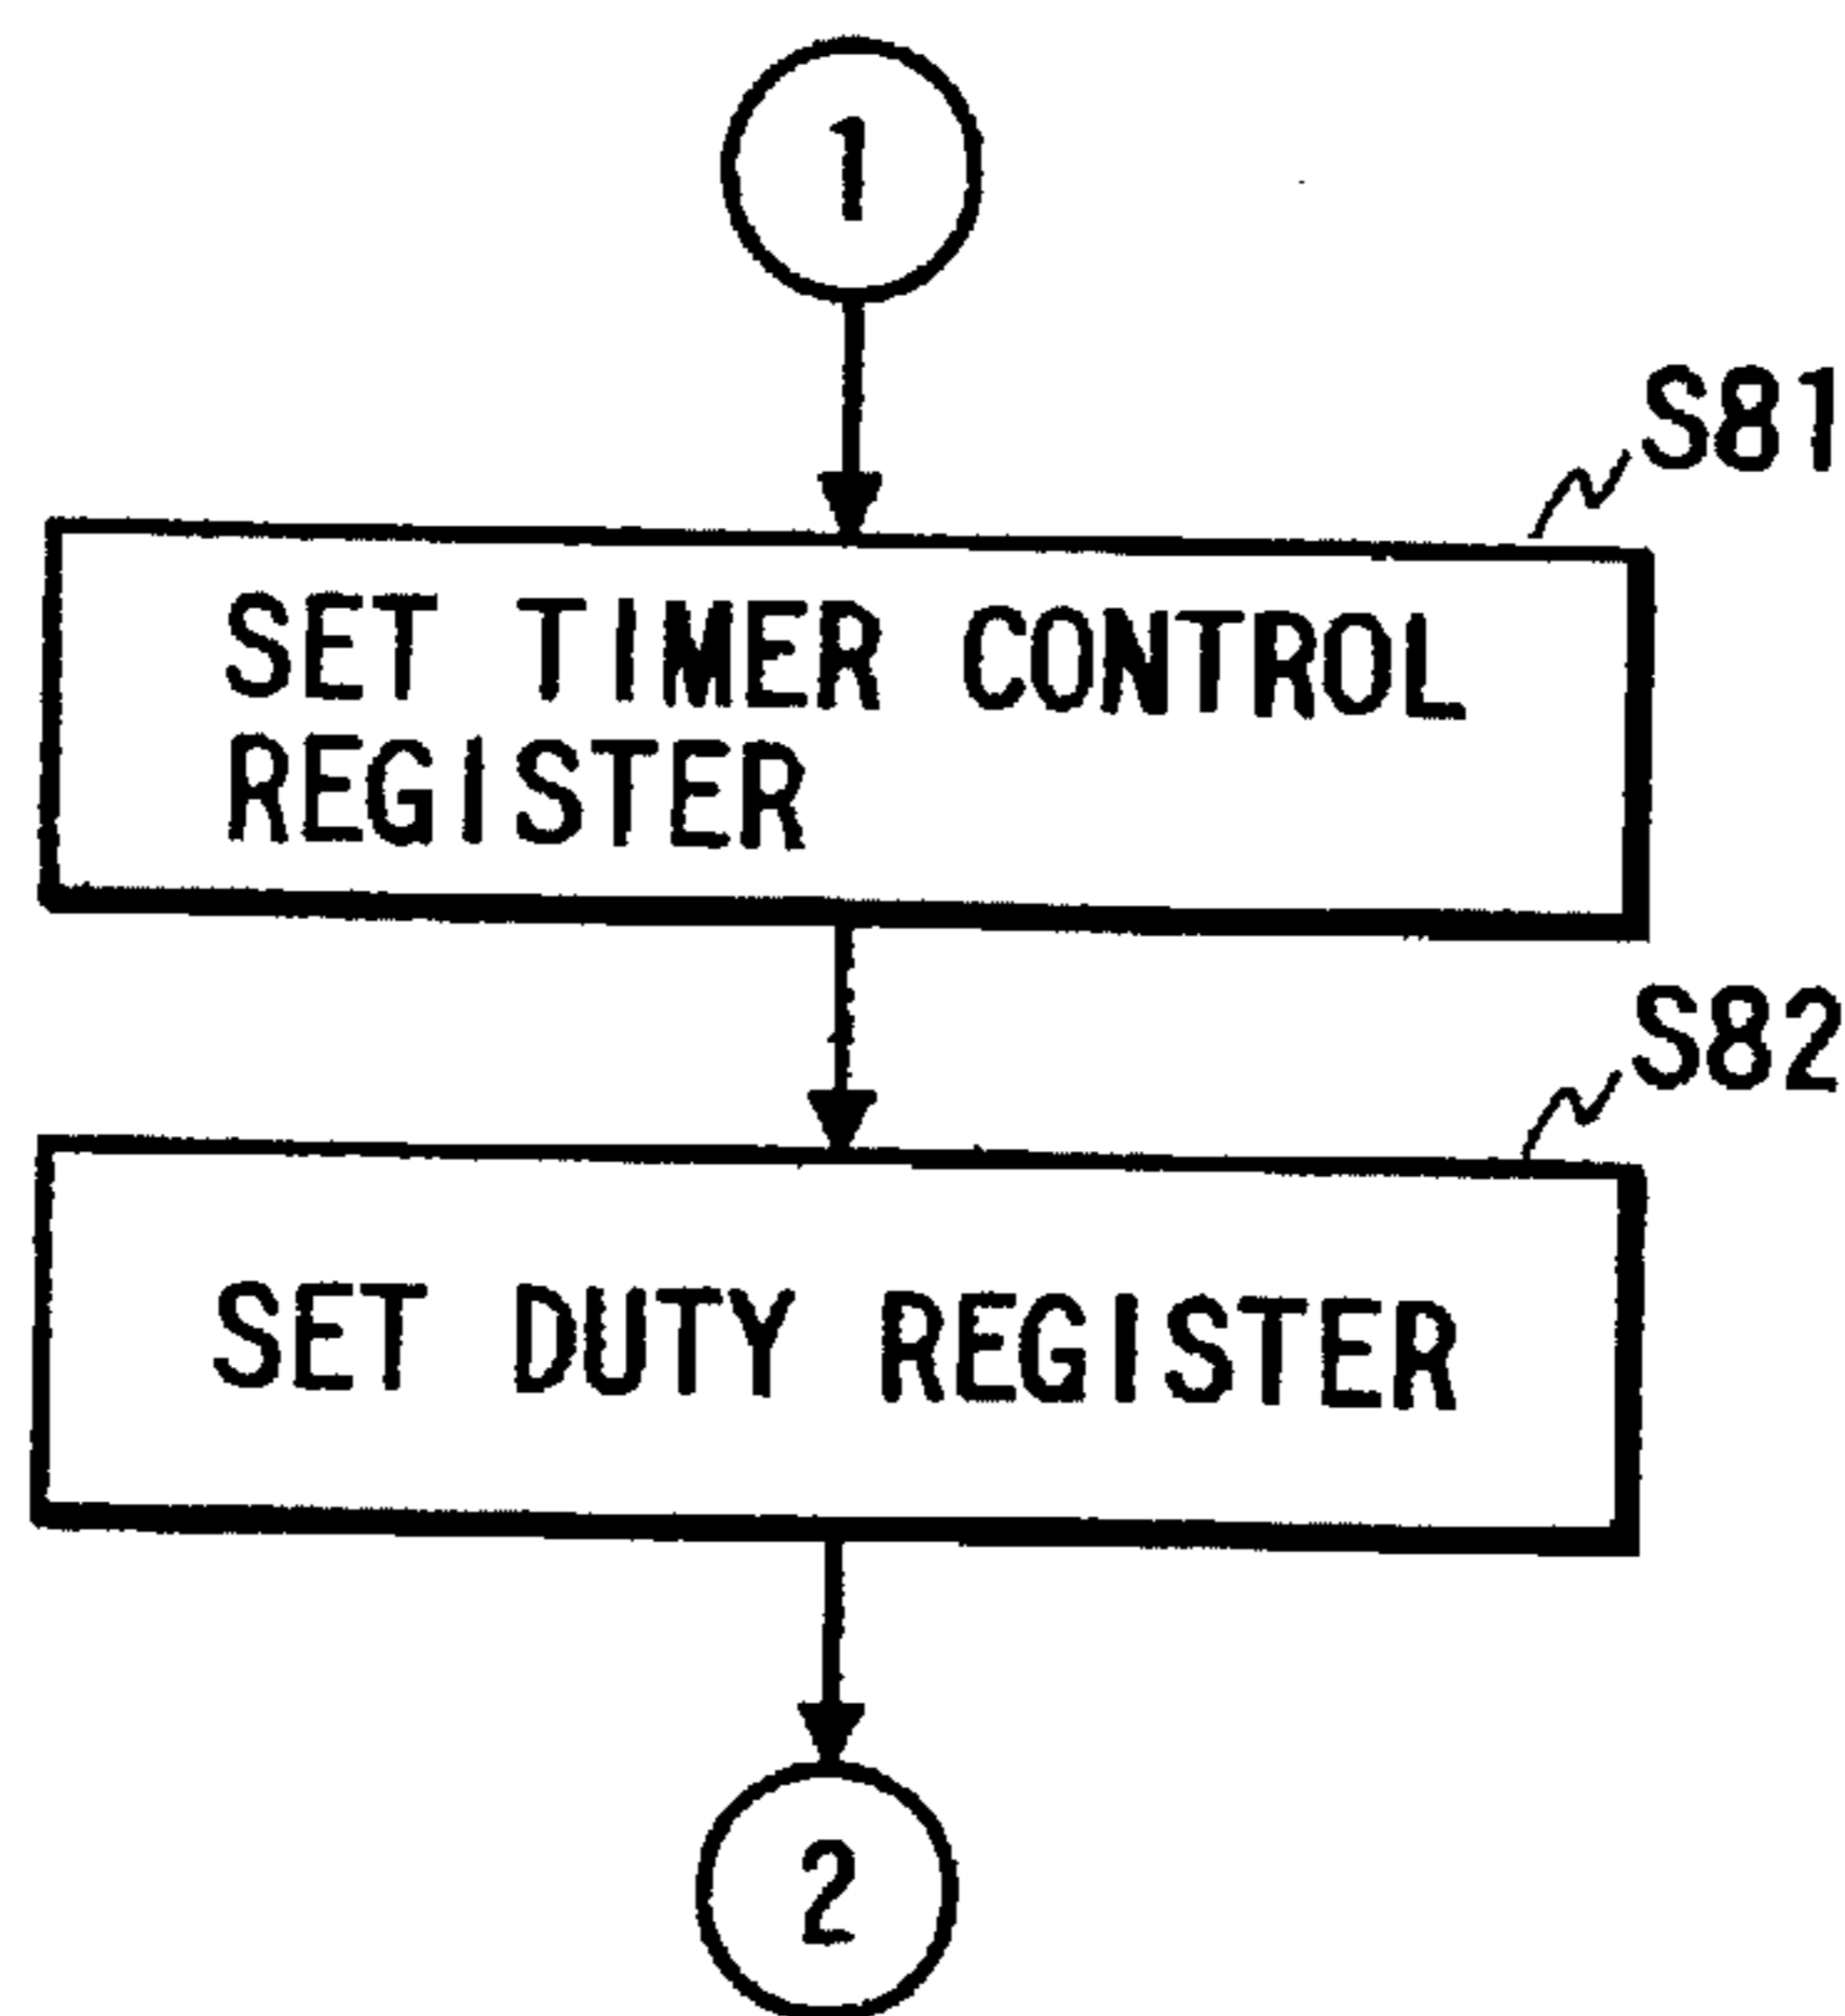 1
S81
SET TIMER CONTROL
REGISTER
S82
SET DUTY REGISTER
2